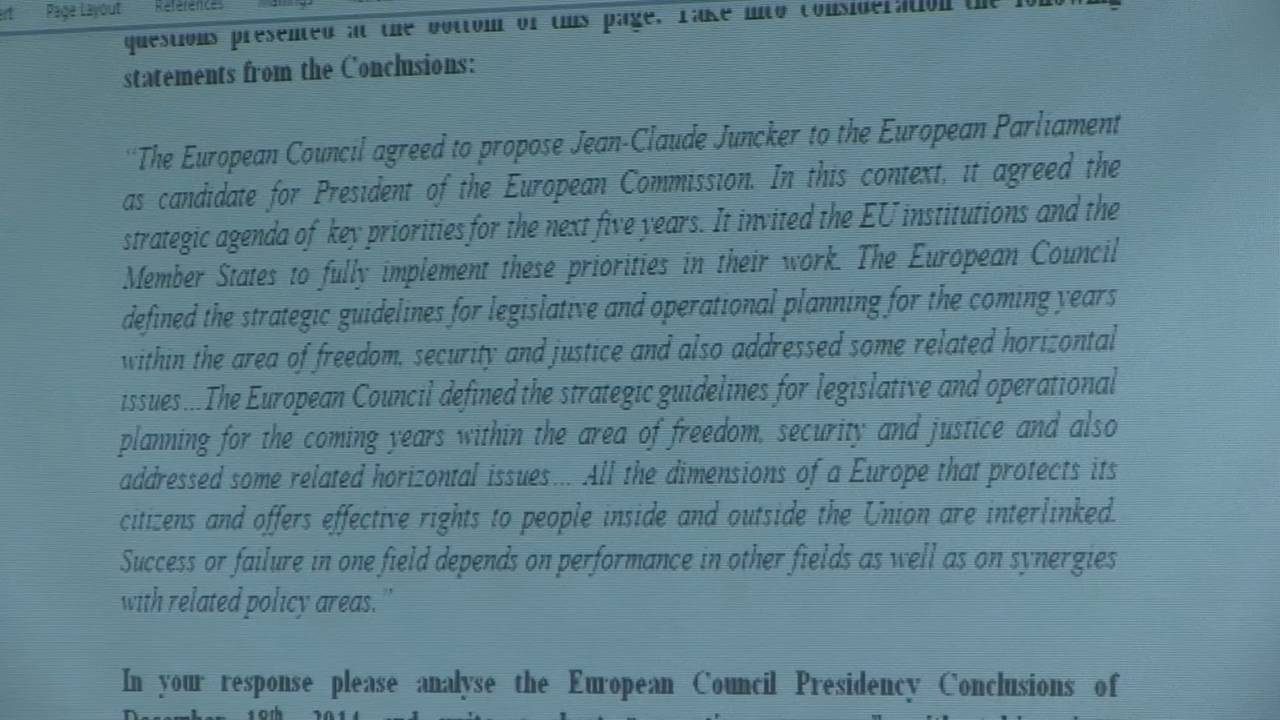 Page Layout References
questions presented at the bottom of this page. Take into consideration the following
statements from the Conclusions:
“The European Council agreed to propose Jean-Claude Juncker to the European Parliament
as candidate for President of the European Commission. In this context, it agreed the
strategic agenda of key priorities for the next five years. It invited the EU institutions and the
Member States to fully implement these priorities in their work. The European Council
defined the strategic guidelines for legislative and operational planning for the coming years
within the area of freedom, security and justice and also addressed some related horizontal
issues...The European Council defined the strategic guidelines for legislative and operational
planning for the coming years within the area of freedom, security and justice and also
addressed some related horizontal issues... All the dimensions of a Europe that protects its
citizens and offers effective rights to people inside and outside the Union are interlinked.
Success or failure in one field depends on performance in other fields as well as on synergies
with related policy areas.”
In your response please analyse the European Council Presidency Conclusions of
December 18th, 2014